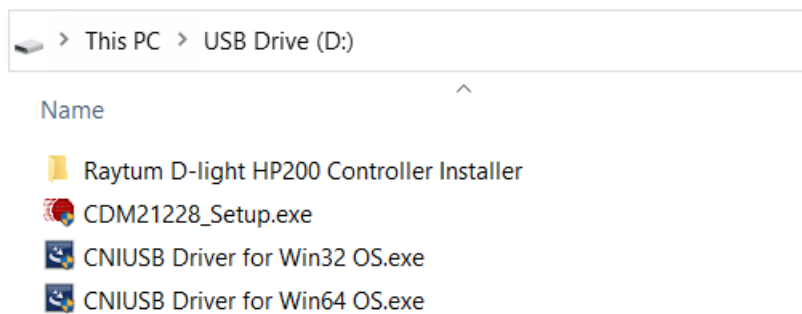 This PC > USB Drive (D:)
Name
Raytum D-light HP200 Controller Installer
CDM21228_Setup.exe
CNIUSB Driver for Win32 OS.exe
CNIUSB Driver for Win64 OS.exe